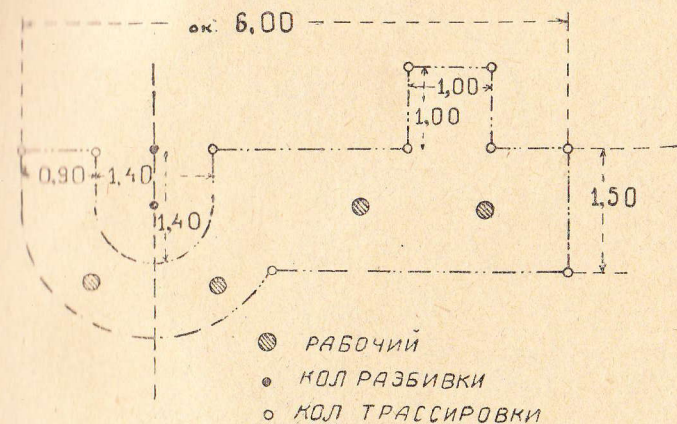 ок. 6,00
1,00
1,00
0,90 1,40
1,40
1,50
РАБОЧИЙ
КОЛ РАЗБИВКИ
КОЛ ТРАССИРОВКИ